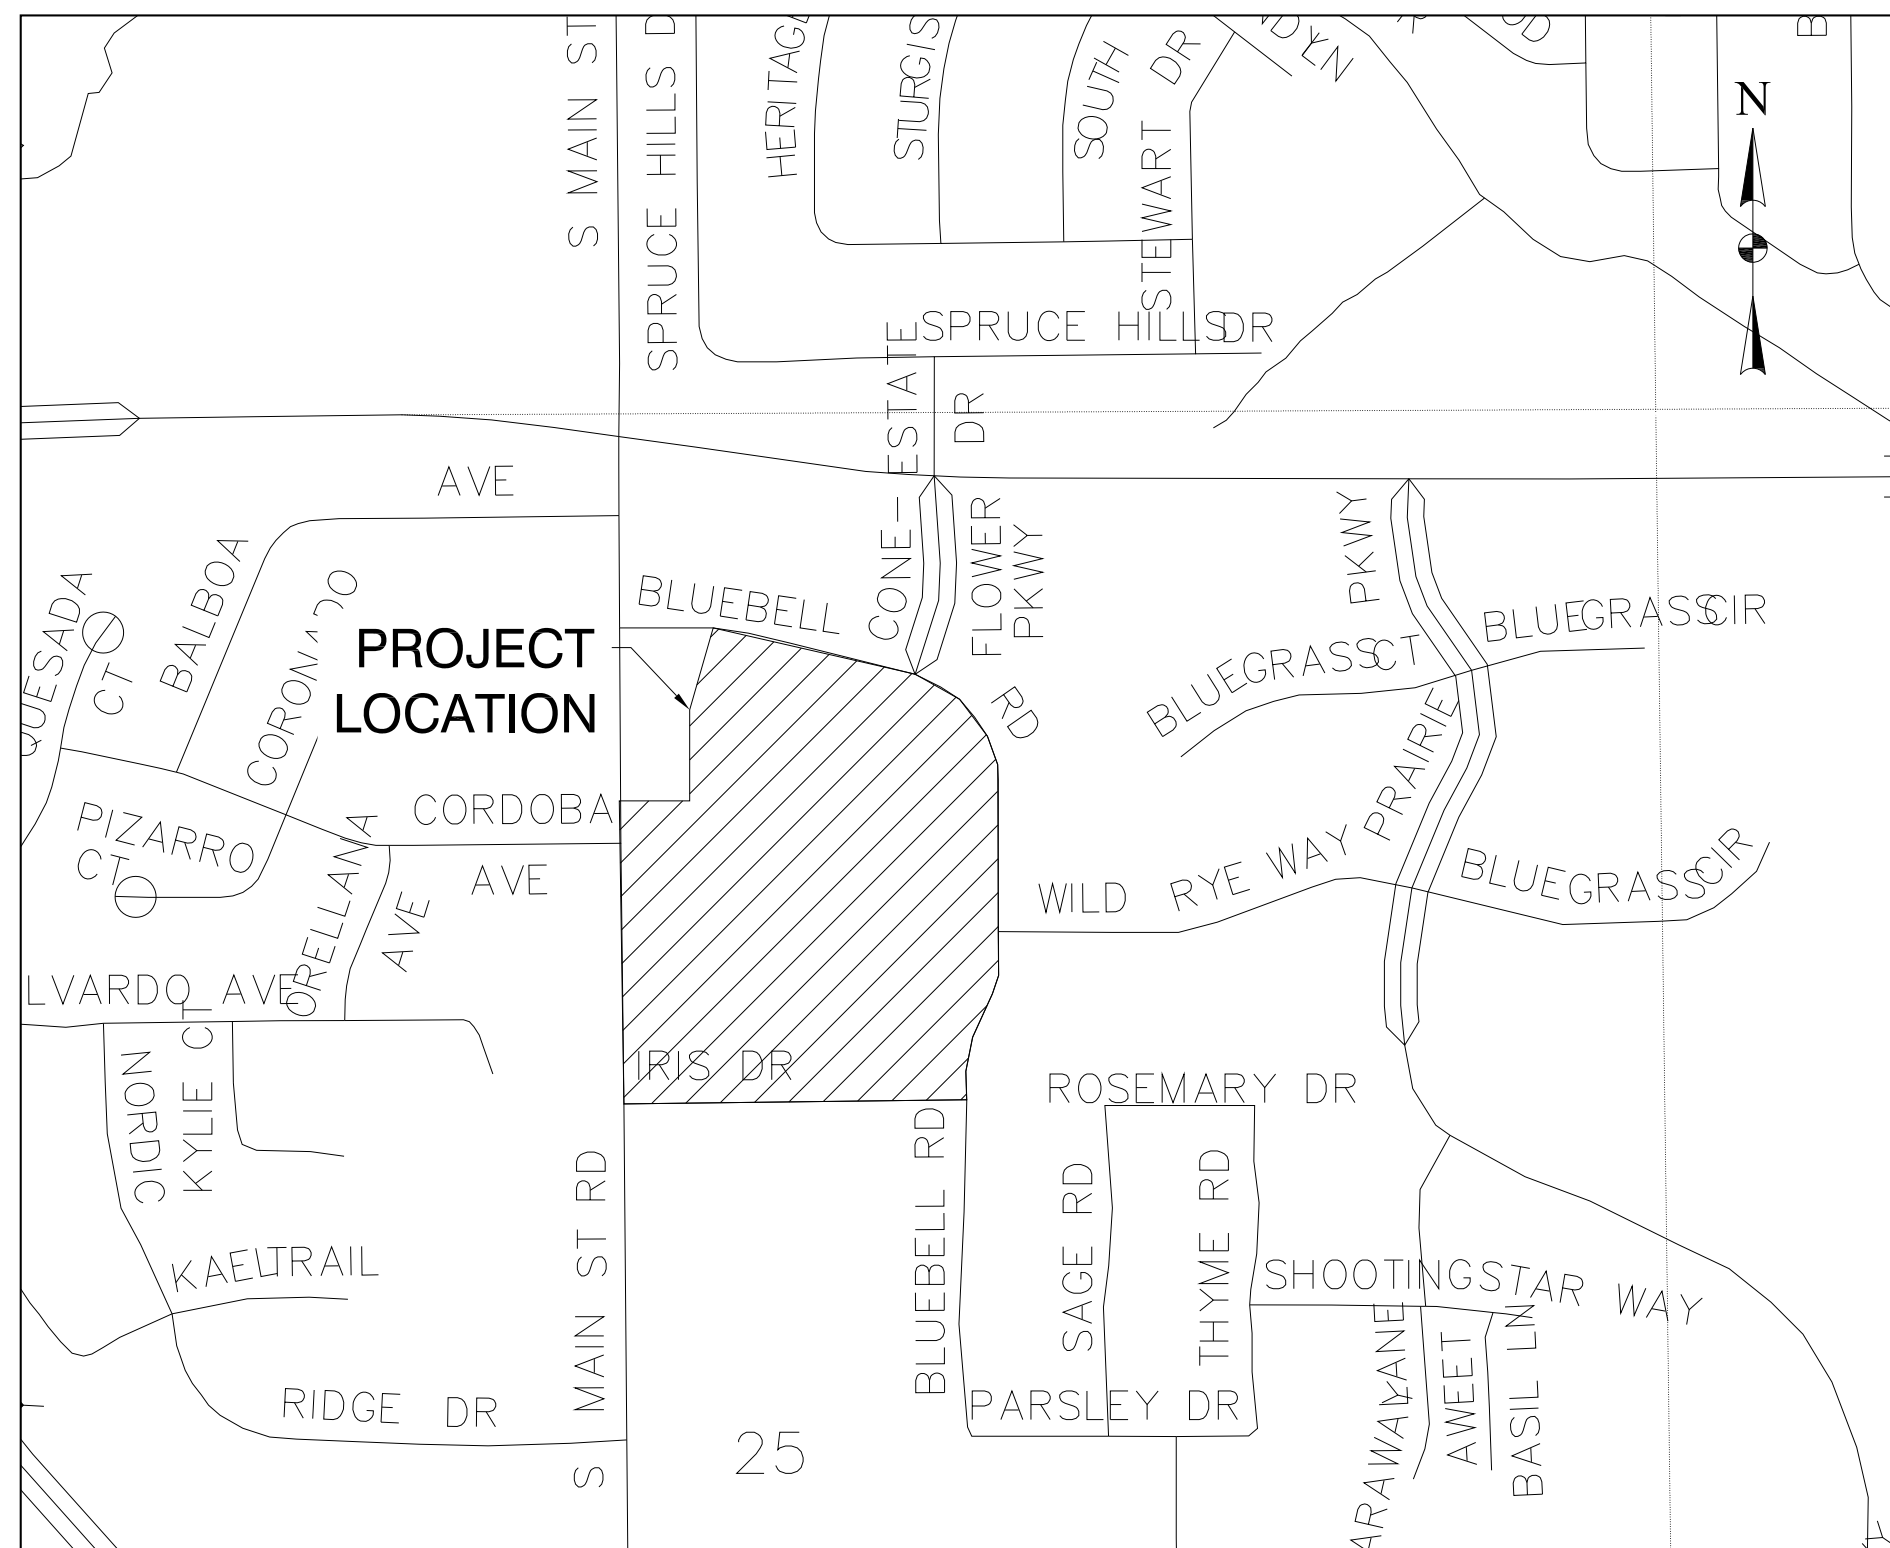 S MAIN ST
SPRUCE HILLS D
HERITAGE
STURGIS
SOUTH
STEWART DR
N
SPRUCE HILLS DR
ESTATE
DR
AVE
CONE-
FLOWER
PKWY
PKWY
BLUEBELL
RD
BLUEGRASS CIR
BLUEGRASS CT
QUESADA
CT
BALBOA
CORONADO
PROJECT
LOCATION
PRAIRIE
CORDOBA
AVE
PIZARRO
CT
ORELLANA
AVE
WILD RYE WAY
BLUEGRASS CIR
LVARDO AVE
NORDIC
KYLIE CT
IRIS DR
ROSEMARY DR
S MAIN ST RD
BLUEBELL RD
SAGE RD
THYME RD
KAEL TRAIL
SHOOTINGSTAR WAY
RIDGE DR
PARSLEY DR
AWEET
BASIL LN
25